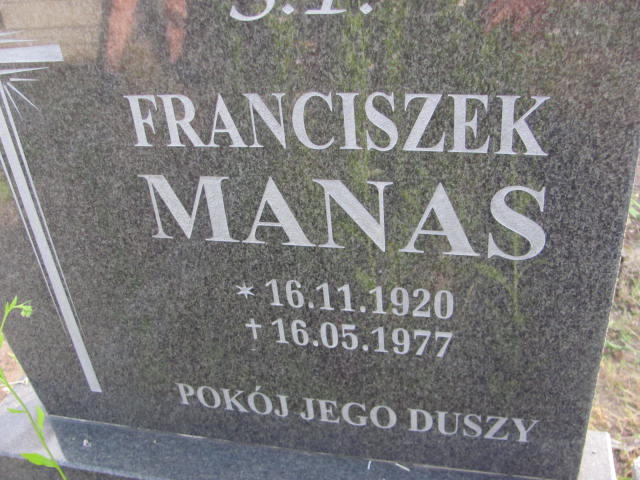 Ś.P.
FRANCISZEK
MANAS
* 16.11.1920
† 16.05.1977
POKÓJ JEGO DUSZY